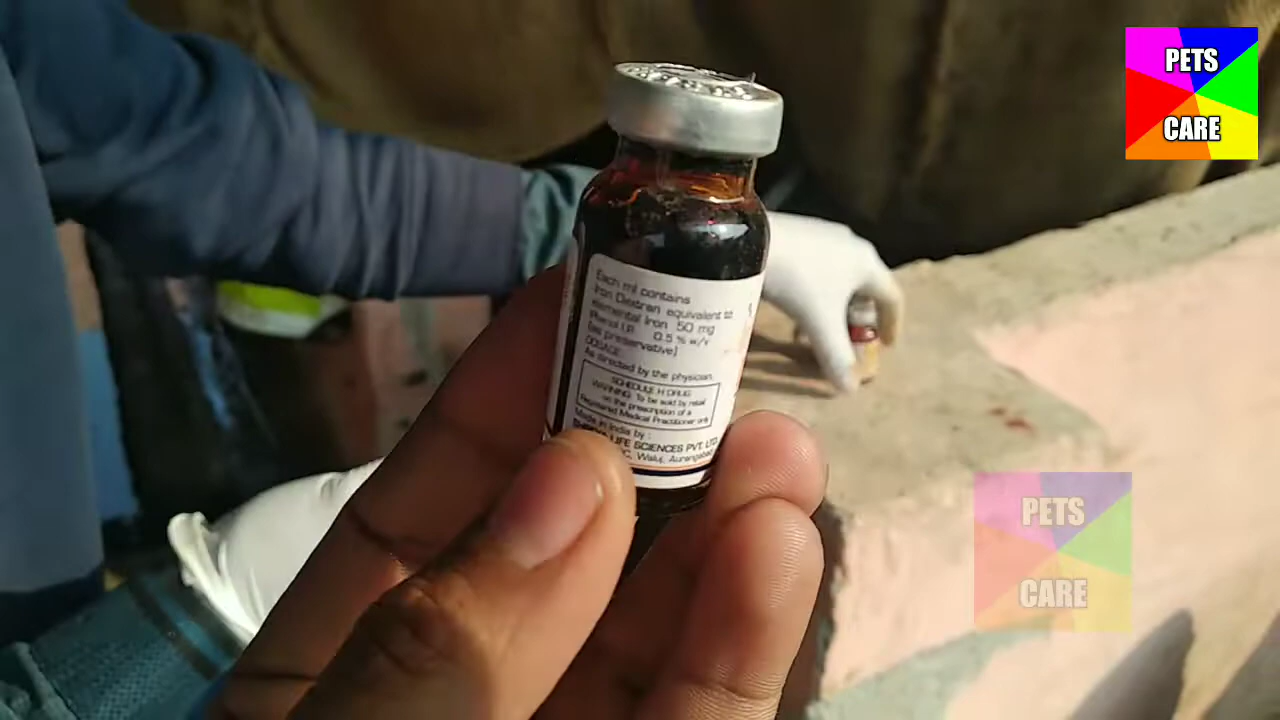 PETS
CARE
Each ml contains
Iron Dextran equivalent to
elemental Iron 50 mg
Phenol I.P. 0.5 % w/v
(as preservative)
DOSAGE:
As directed by the physician.
SCHEDULE H DRUG
WARNING: To be sold by retail
on the prescription of a
Registered Medical Practitioner only
Made in India by :
LIFE SCIENCES PVT. LTD.
Waluj, Aurangabad
PETS
CARE